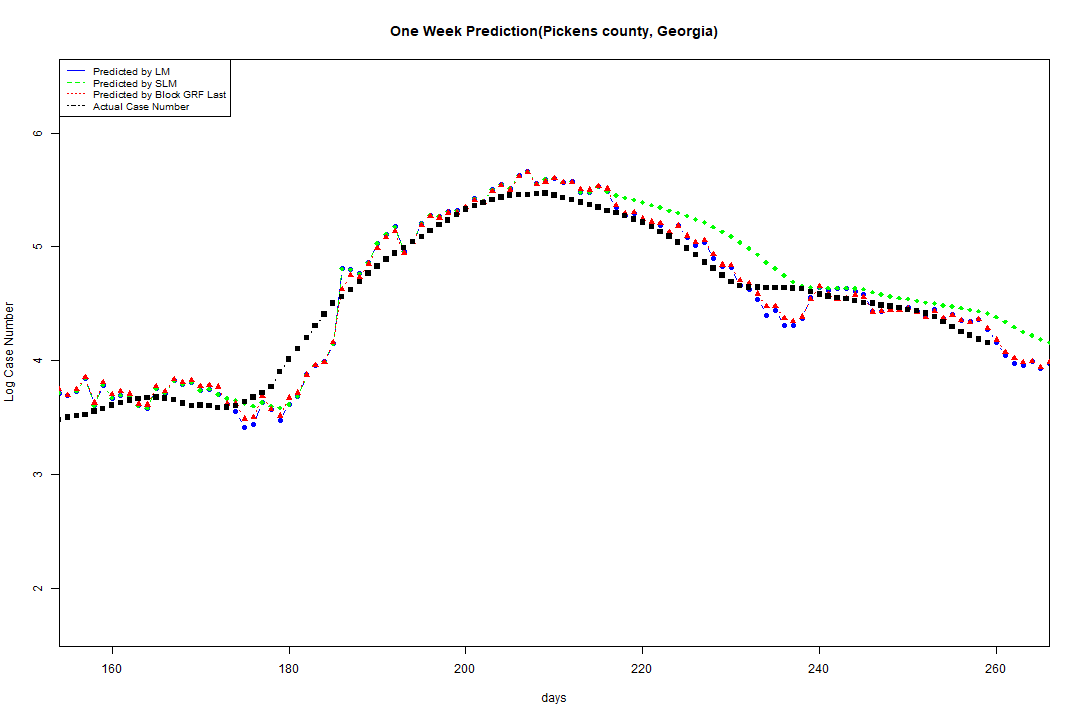 One Week Prediction(Pickens county, Georgia)
Predicted by LM
Predicted by SLM
Predicted by Block GRF Last
Actual Case Number
Log Case Number
6
5
4
3
2
160 180 200 220 240 260
days